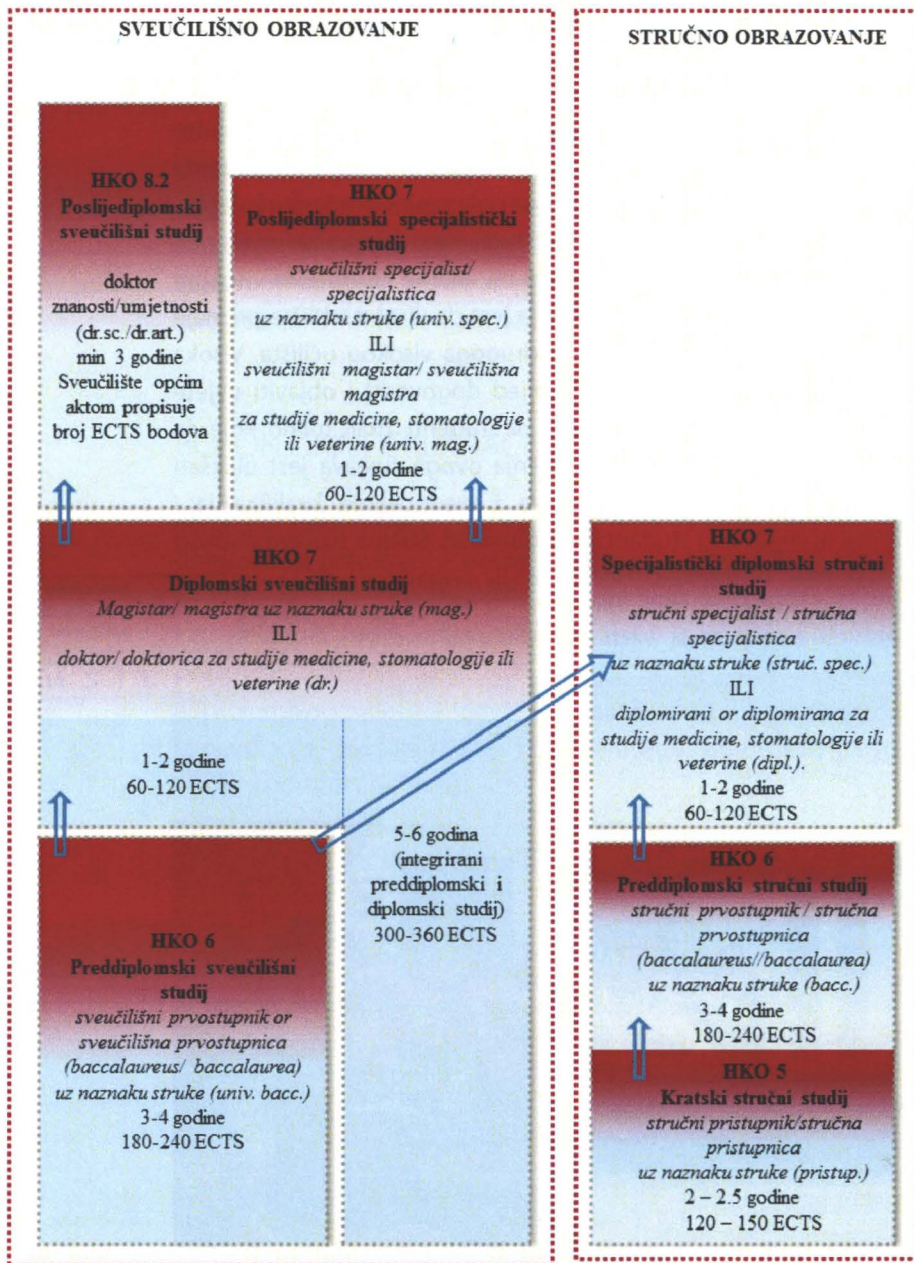 SVEUČILIŠNO OBRAZOVANJE
HKO 8.2
Poslijediplomski
sveučilišni studij
doktor
znanosti/umjetnosti
(dr.sc./dr.art.)
min 3 godine
Sveučilište općim
aktom propisuje
broj ECTS bodova
HKO 7
Poslijediplomski specijalistički
studij
sveučilišni specijalist/
specijalistica
uz naznaku struke (univ. spec.)
ILI
sveučilišni magistar/ sveučilišna
magistra
za studije medicine, stomatologije
ili veterine (univ. mag.)
1-2 godine
60-120 ECTS
HKO 7
Diplomski sveučilišni studij
Magistar/ magistra uz naznaku struke (mag.)
ILI
doktor/ doktorica za studije medicine, stomatologije ili
veterine (dr.)
1-2 godine
60-120 ECTS
5-6 godina
(integrirani
preddiplomski i
diplomski studij)
300-360 ECTS
HKO 6
Preddiplomski sveučilišni
studij
sveučilišni prvostupnik or
sveučilišna prvostupnica
(baccalaureus/ baccalaurea)
uz naznaku struke (univ. bacc.)
3-4 godine
180-240 ECTS
STRUČNO OBRAZOVANJE
HKO 7
Specijalistički diplomski stručni
studij
stručni specijalist / stručna
specijalistica
uz naznaku struke (struč. spec.)
ILI
diplomirani or diplomirana za
studije medicine, stomatologije ili
veterine (dipl.).
1-2 godine
60-120 ECTS
HKO 6
Preddiplomski stručni studij
stručni prvostupnik / stručna
prvostupnica
(baccalaureus//baccalaurea)
uz naznaku struke (bacc.)
3-4 godine
180-240 ECTS
HKO 5
Kratski stručni studij
stručni pristupnik/stručna
pristupnica
uz naznaku struke (pristup.)
2 – 2.5 godine
120 – 150 ECTS